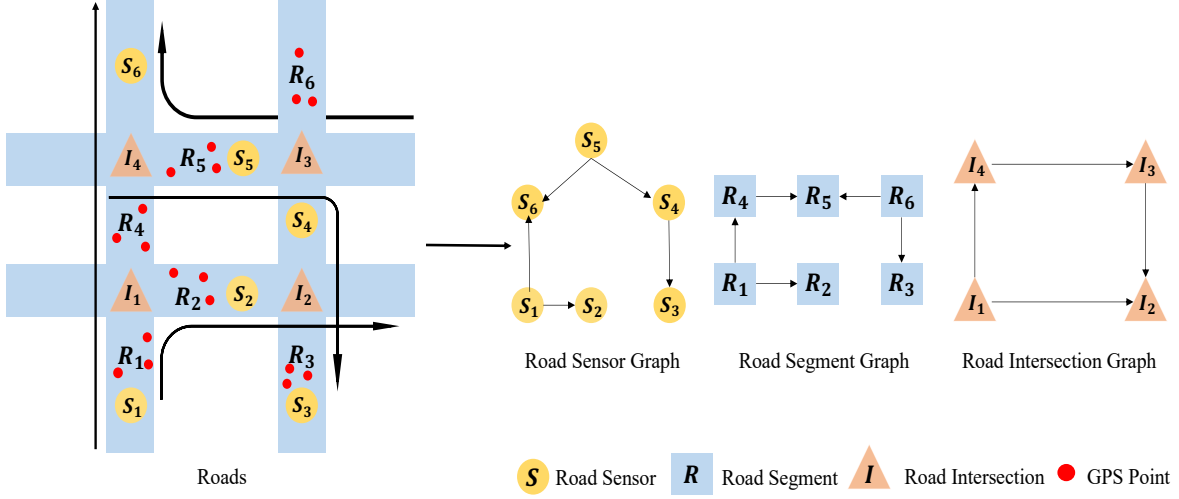 S₆
R₆
I₄
R₅
S₅
I₃
R₄
S₄
I₁
R₂
S₂
I₂
R₁
R₃
S₁
S₃
Roads
S₅
S₆
S₄
S₁
S₂
S₃
Road Sensor Graph
R₄
R₅
R₆
R₁
R₂
R₃
Road Segment Graph
I₄
I₃
I₁
I₂
Road Intersection Graph
S Road Sensor
R Road Segment
I Road Intersection
GPS Point